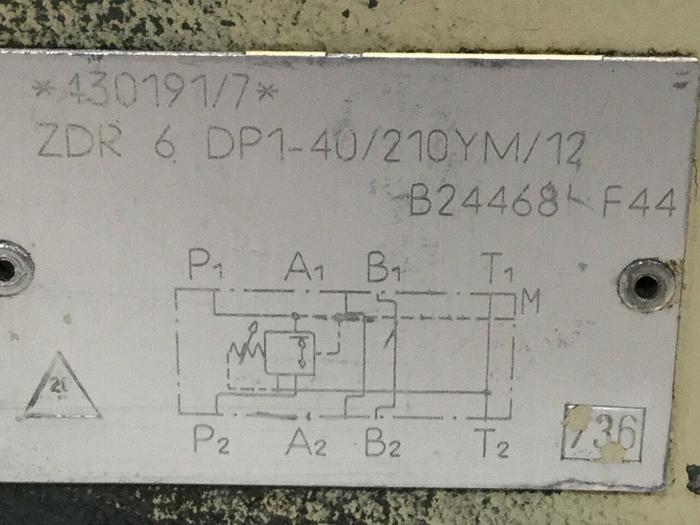 *430191/7*
ZDR 6 DP1-40/210YM/12
B24468 F44
P1 A1 B1 T1
M
21
P2 A2 B2 T2
736